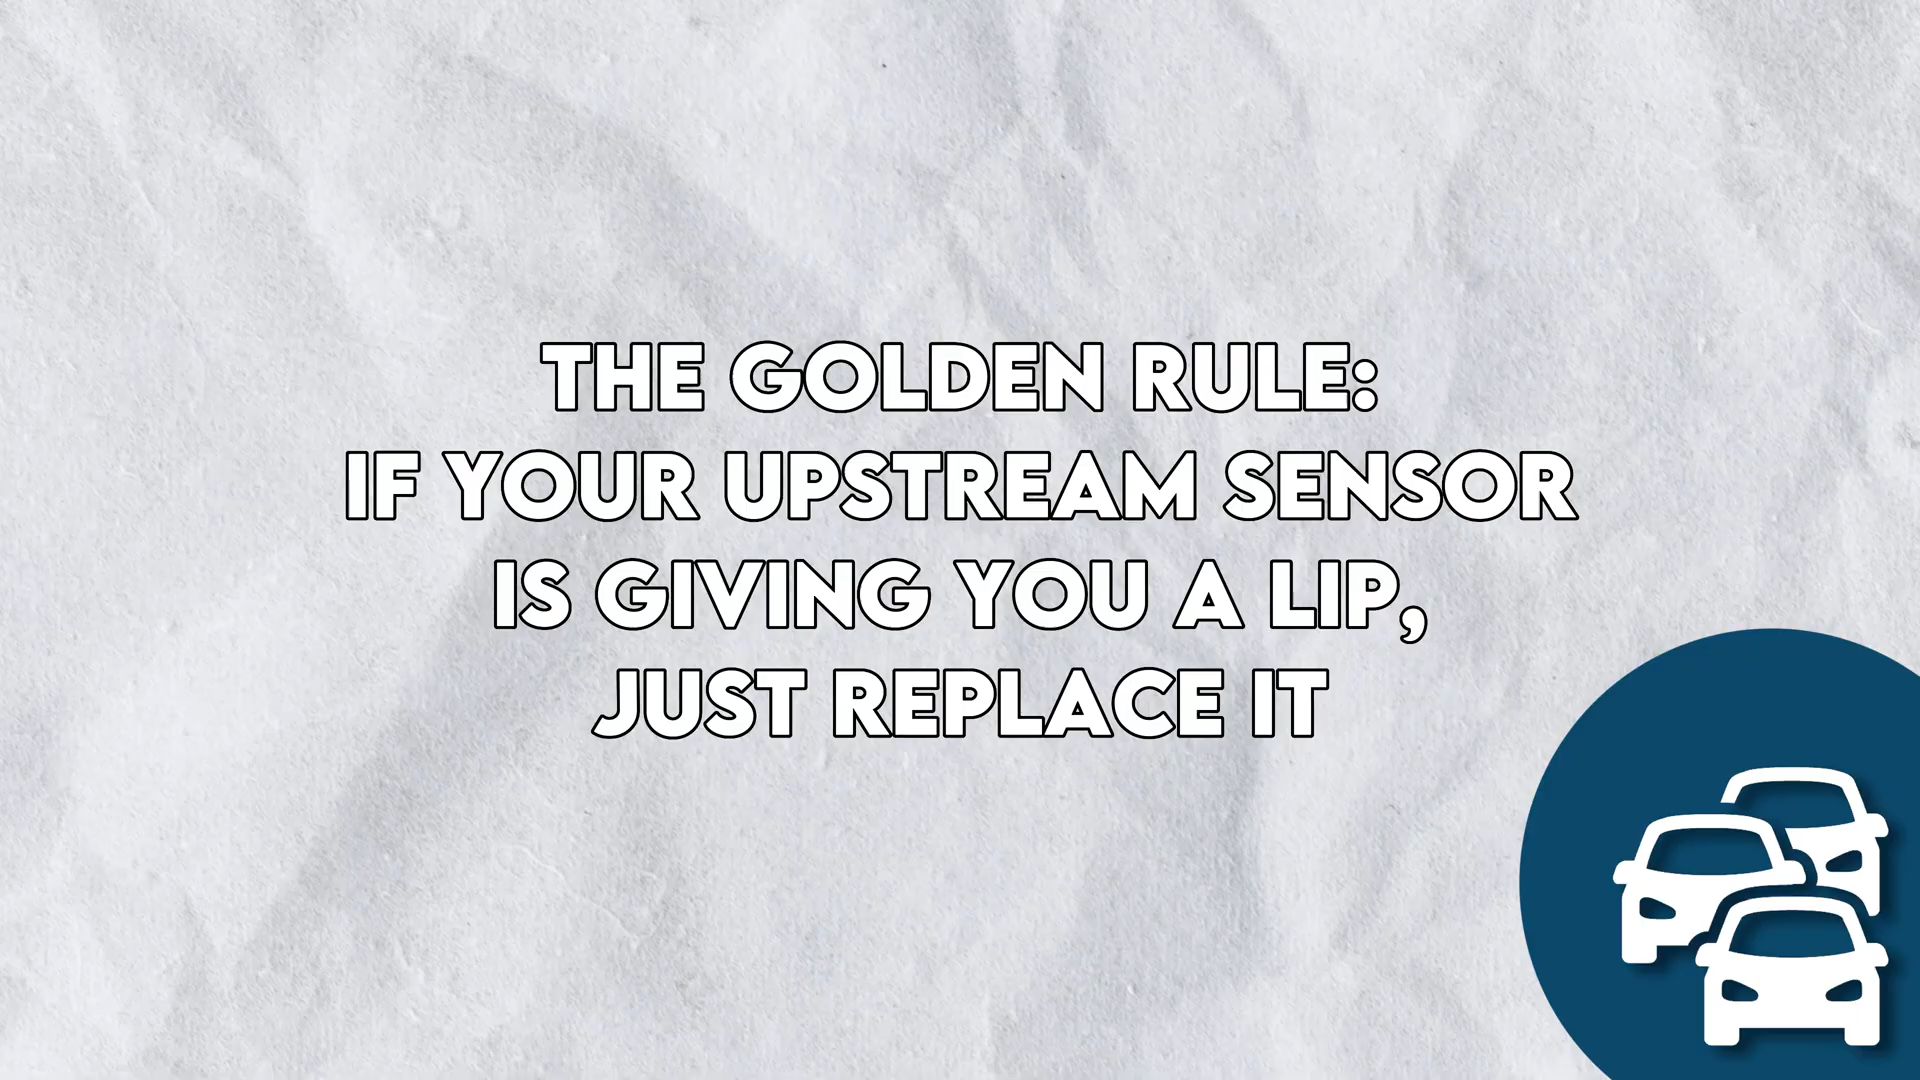 THE GOLDEN RULE:
IF YOUR UPSTREAM SENSOR
IS GIVING YOU A LIP,
JUST REPLACE IT